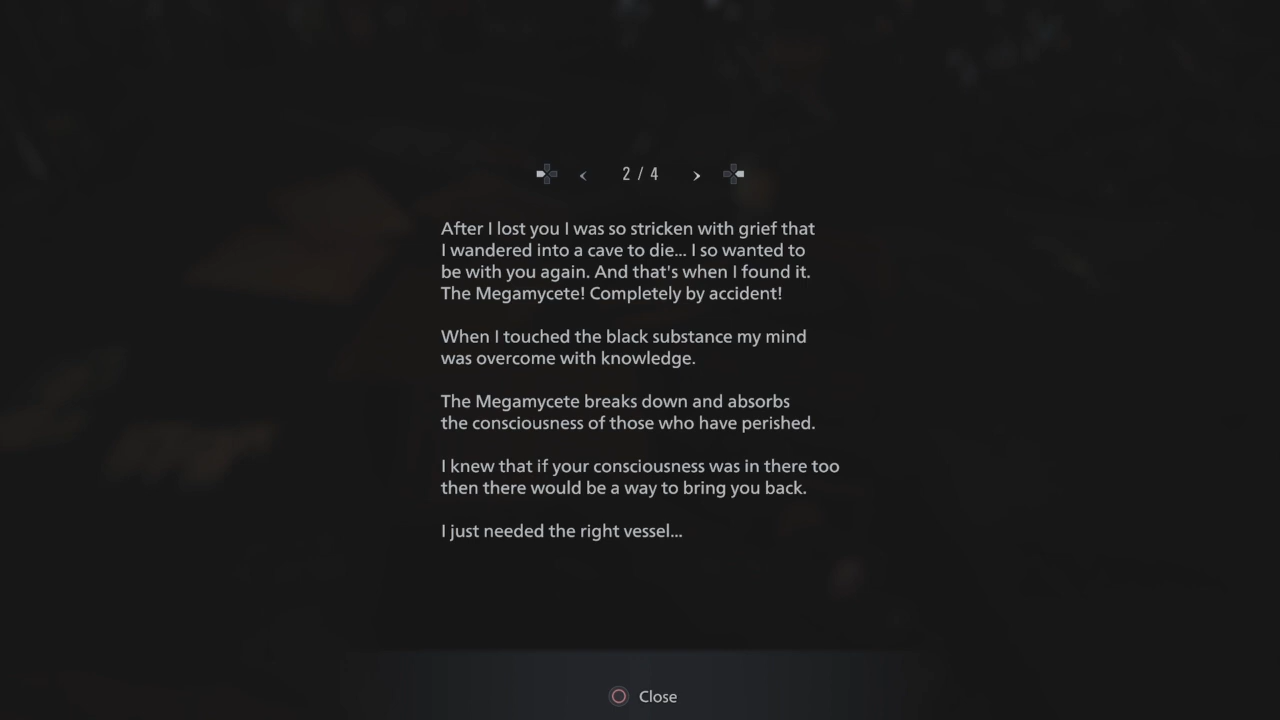 < 2 / 4 >
After I lost you I was so stricken with grief that
I wandered into a cave to die... I so wanted to
be with you again. And that's when I found it.
The Megamycete! Completely by accident!
When I touched the black substance my mind
was overcome with knowledge.
The Megamycete breaks down and absorbs
the consciousness of those who have perished.
I knew that if your consciousness was in there too
then there would be a way to bring you back.
I just needed the right vessel...
Close